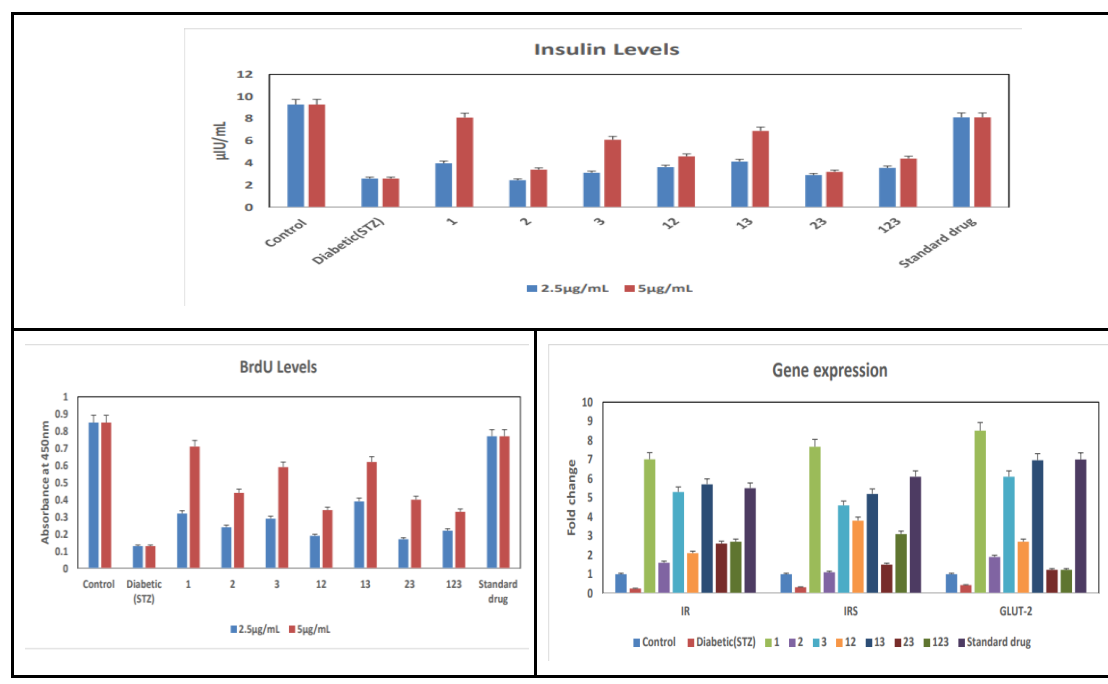 Insulin Levels
12
10
8
6
4
2
0
µIU/mL
Control
Diabetic(STZ)
1
2
3
12
13
23
123
Standard drug
2.5µg/mL 5µg/mL
BrdU Levels
1
0.9
0.8
0.7
0.6
0.5
0.4
0.3
0.2
0.1
0
Absorbance at 450nm
Control Diabetic 1 2 3 12 13 23 123 Standard
(STZ) drug
2.5µg/mL 5µg/mL
Gene expression
10
9
8
7
6
5
4
3
2
1
0
Fold change
IR IRS GLUT-2
Control Diabetic(STZ) 1 2 3 12 13 23 123 Standard drug